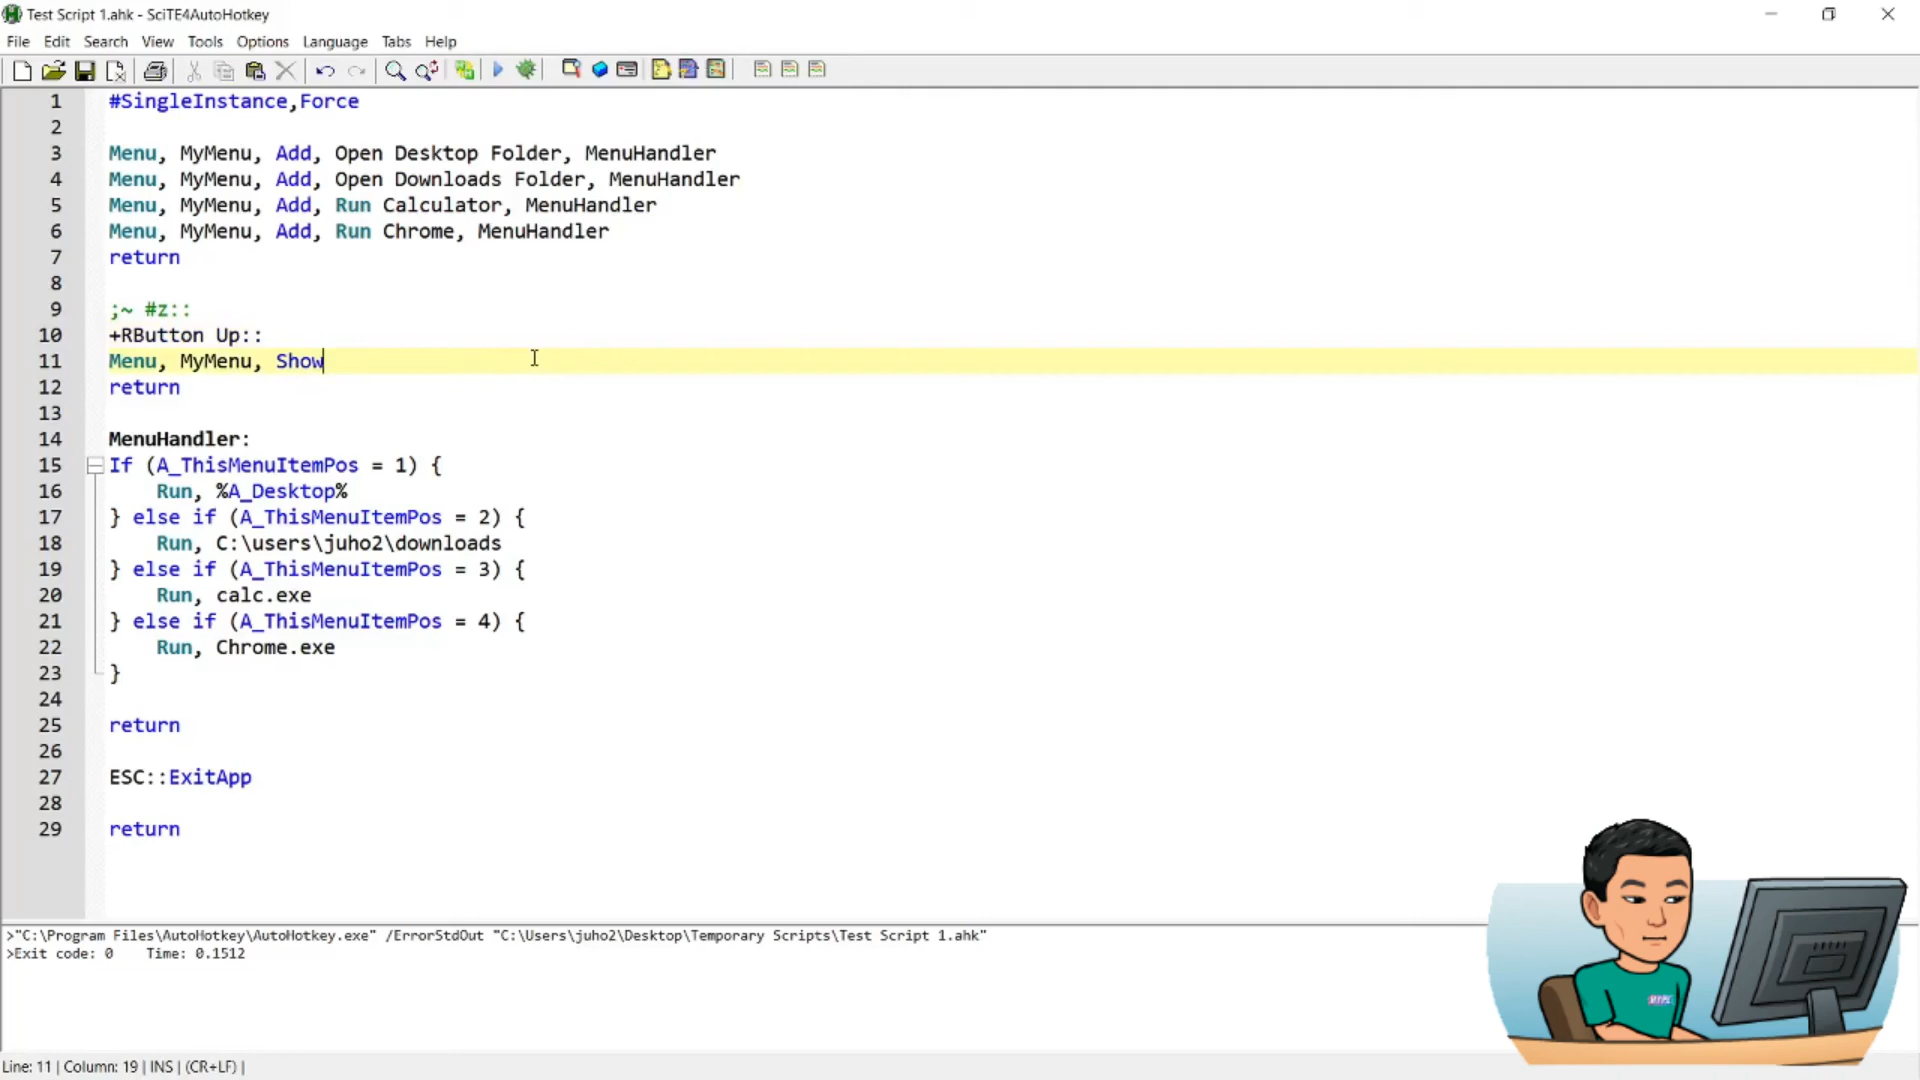 Test Script 1.ahk - SciTE4AutoHotkey
File Edit Search View Tools Options Language Tabs Help
1 #SingleInstance,Force
2
3 Menu, MyMenu, Add, Open Desktop Folder, MenuHandler
4 Menu, MyMenu, Add, Open Downloads Folder, MenuHandler
5 Menu, MyMenu, Add, Run Calculator, MenuHandler
6 Menu, MyMenu, Add, Run Chrome, MenuHandler
7 return
8
9 ;~ #z::
10 +RButton Up::
11 Menu, MyMenu, Show
12 return
13
14 MenuHandler:
15 If (A_ThisMenuItemPos = 1) {
16 Run, %A_Desktop%
17 } else if (A_ThisMenuItemPos = 2) {
18 Run, C:\users\juho2\downloads
19 } else if (A_ThisMenuItemPos = 3) {
20 Run, calc.exe
21 } else if (A_ThisMenuItemPos = 4) {
22 Run, Chrome.exe
23 }
24
25 return
26
27 ESC::ExitApp
28
29 return
>"C:\Program Files\AutoHotkey\AutoHotkey.exe" /ErrorStdOut "C:\Users\juho2\Desktop\Temporary Scripts\Test Script 1.ahk"
>Exit code: 0 Time: 0.1512
Line: 11 | Column: 19 | INS | (CR+LF) |